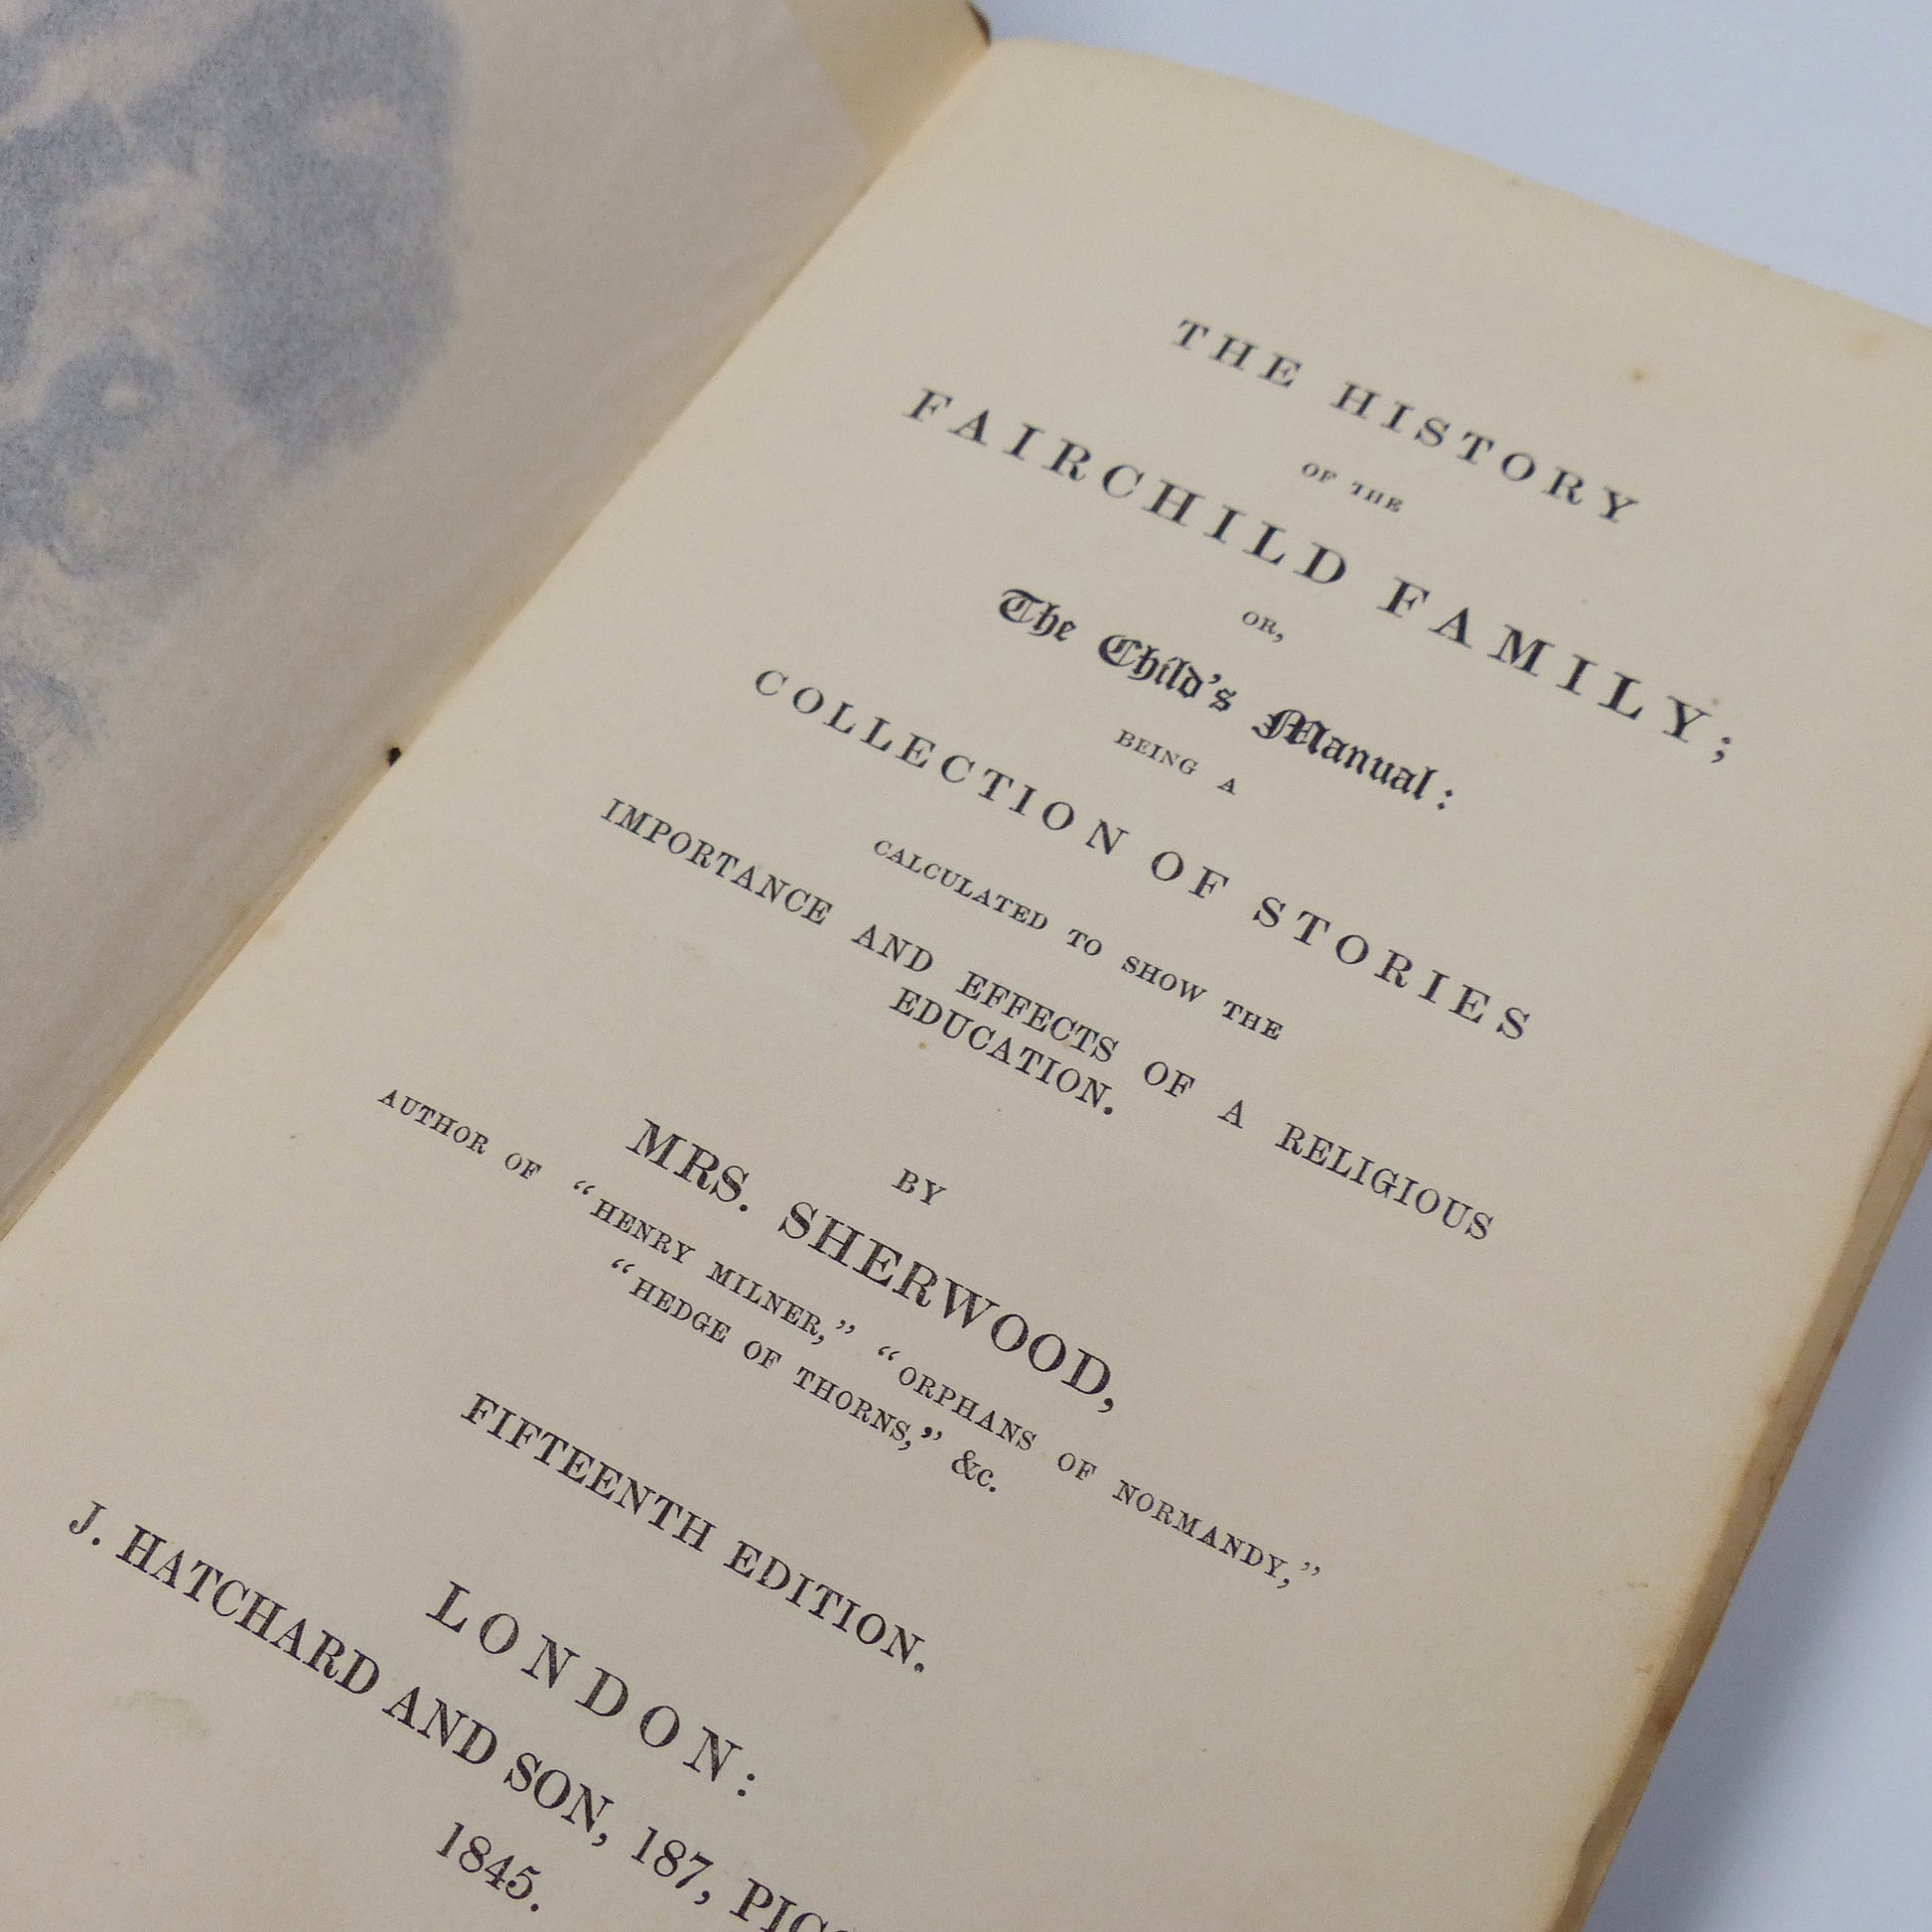 THE HISTORY
OF THE
FAIRCHILD FAMILY;
OR,
The Child's Manual:
BEING A
COLLECTION OF STORIES
CALCULATED TO SHOW THE
IMPORTANCE AND EFFECTS OF A RELIGIOUS
EDUCATION.
BY
MRS. SHERWOOD,
AUTHOR OF “HENRY MILNER,” “ORPHANS OF NORMANDY,”
“HEDGE OF THORNS,” &c.
FIFTEENTH EDITION.
LONDON:
J. HATCHARD AND SON, 187,
1845.